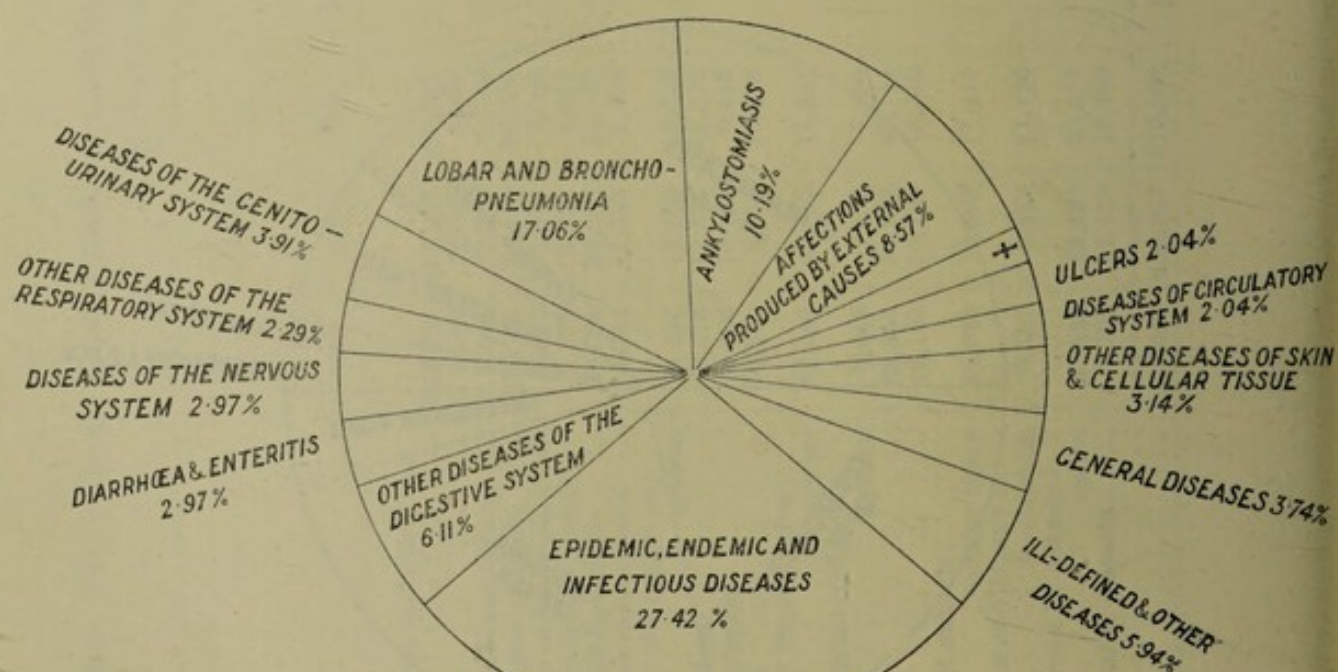 LOBAR AND BRONCHO-
PNEUMONIA
17·06%
ANKYLOSTOMIASIS
10·19%
AFFECTIONS
PRODUCED BY EXTERNAL
CAUSES 8·57%
ULCERS 2·04%
DISEASES OF CIRCULATORY
SYSTEM 2·04%
OTHER DISEASES OF SKIN
& CELLULAR TISSUE
3·14%
GENERAL DISEASES 3·74%
ILL-DEFINED & OTHER
DISEASES 5·94%
EPIDEMIC, ENDEMIC AND
INFECTIOUS DISEASES
27·42 %
OTHER DISEASES OF THE
DIGESTIVE SYSTEM
6·11%
DIARRHŒA & ENTERITIS
2·97%
DISEASES OF THE NERVOUS
SYSTEM 2·97%
OTHER DISEASES OF THE
RESPIRATORY SYSTEM 2·29%
DISEASES OF THE GENITO-
URINARY SYSTEM 3·91%